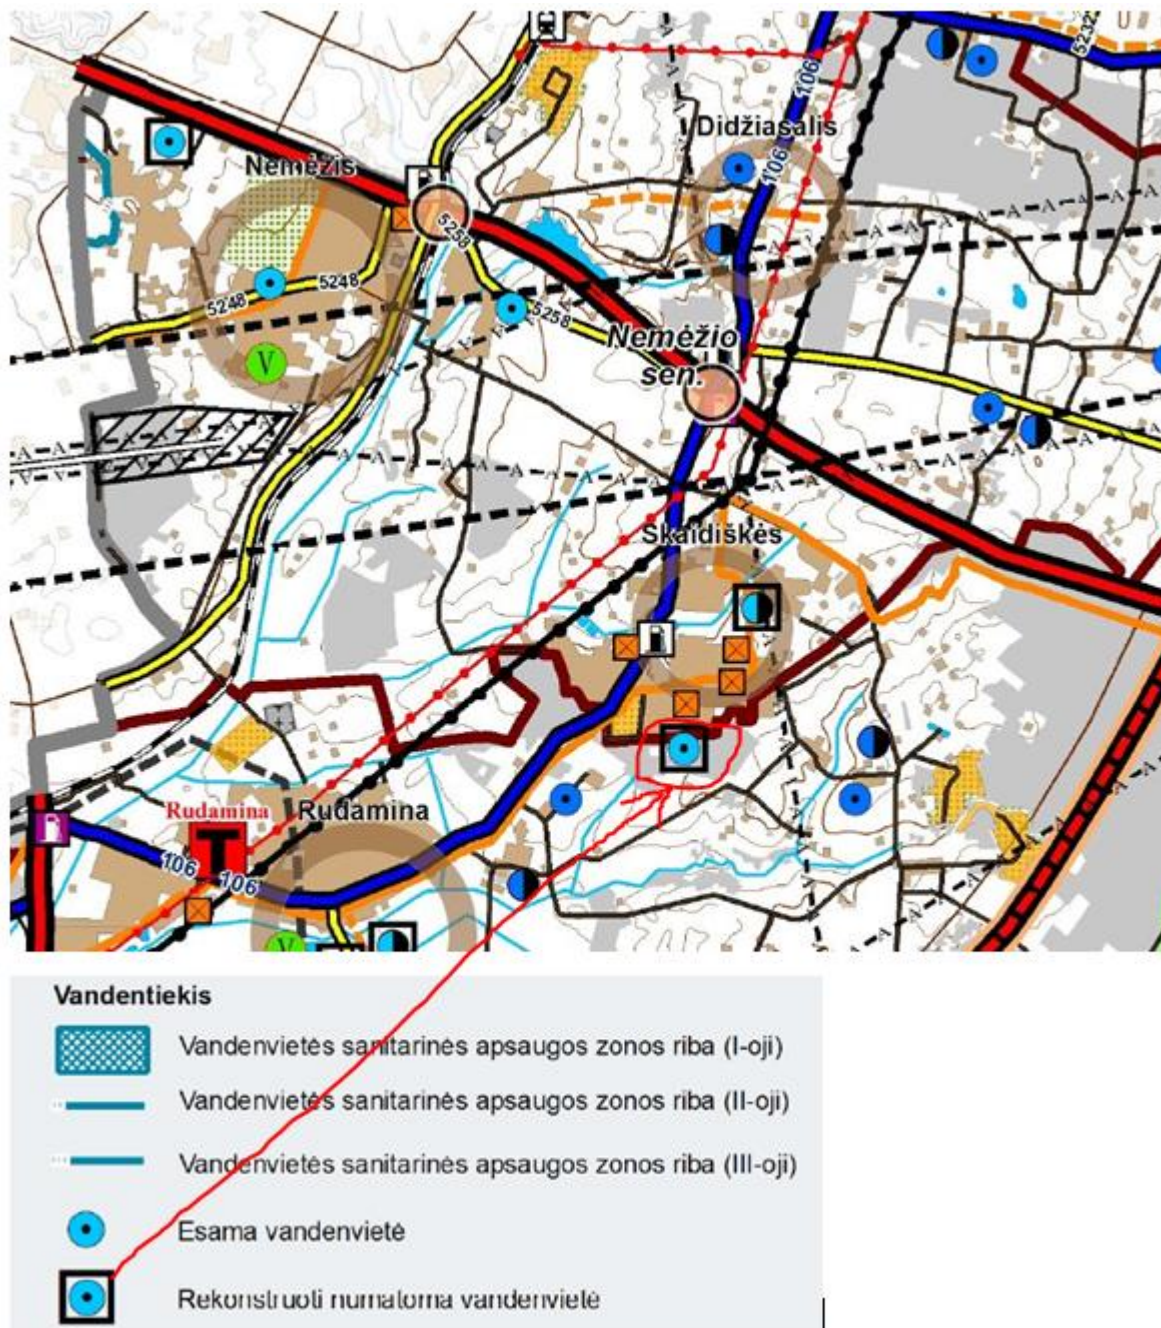 5232
106
Didžiasalis
Nemėžis
106
5258
5248
5248
5258
Nemėžio
sen.
V
Skaidiškės
Rudamina
Rudamina
T
106
106
V
Vandentiekis
Vandenvietės sanitarinės apsaugos zonos riba (I-oji)
Vandenvietės sanitarinės apsaugos zonos riba (II-oji)
Vandenvietės sanitarinės apsaugos zonos riba (III-oji)
Esama vandenvietė
Rekonstruoti numatoma vandenvietė